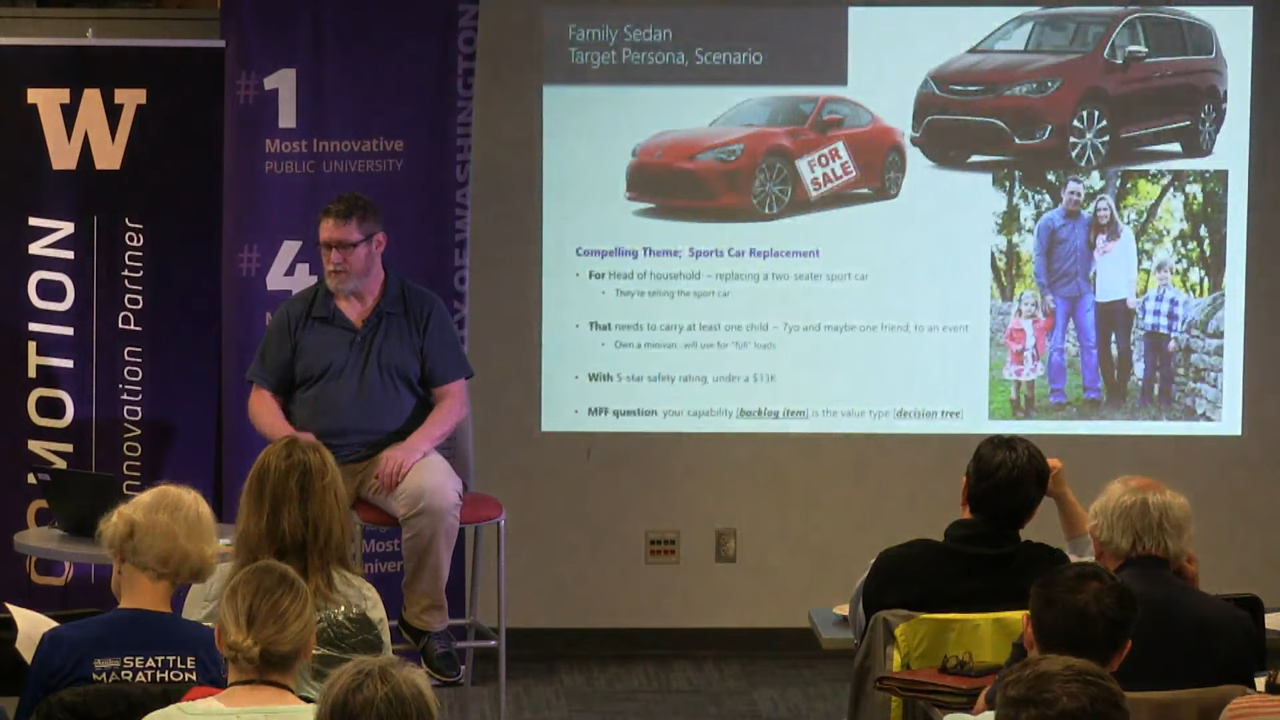 W
CO'MOTION
Innovation Partner
#1
Most Innovative
PUBLIC UNIVERSITY
#4
Most
OF WASHINGTON
Family Sedan
Target Persona, Scenario
FOR
SALE
Compelling Theme; Sports Car Replacement
• For Head of household – replacing a two-seater sport car
• They're selling the sport car
• That needs to carry at least one child – 7yo and maybe one friend, to an event
• Own a minivan...will use for "full" loads
• With 5-star safety rating, under a
• MFF question your capability [backlog item] is the value type [decision tree]
SEATTLE
MARATHON